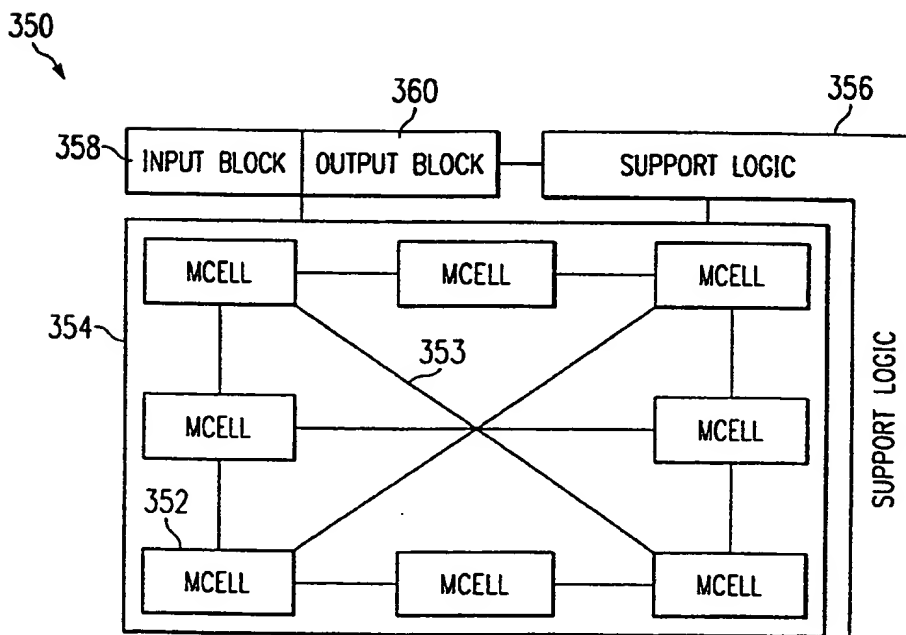 350
360
356
358
INPUT BLOCK
OUTPUT BLOCK
SUPPORT LOGIC
MCELL
MCELL
MCELL
354
353
SUPPORT LOGIC
MCELL
MCELL
352
MCELL
MCELL
MCELL